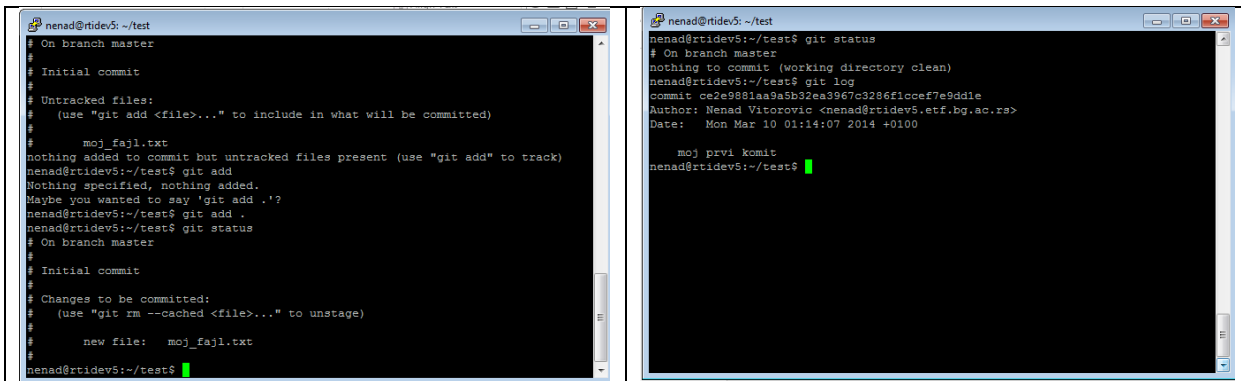 nenad@rtidev5: ~/test
# On branch master
#
# Initial commit
#
# Untracked files:
#   (use "git add <file>..." to include in what will be committed)
#
#       moj_fajl.txt
nothing added to commit but untracked files present (use "git add" to track)
nenad@rtidev5:~/test$ git add
Nothing specified, nothing added.
Maybe you wanted to say 'git add .'?
nenad@rtidev5:~/test$ git add .
nenad@rtidev5:~/test$ git status
# On branch master
#
# Initial commit
#
# Changes to be committed:
#   (use "git rm --cached <file>..." to unstage)
#
#       new file:   moj_fajl.txt
#
nenad@rtidev5:~/test$
nenad@rtidev5: ~/test
nenad@rtidev5:~/test$ git status
# On branch master
nothing to commit (working directory clean)
nenad@rtidev5:~/test$ git log
commit ce2e9881aa9a5b32ea3967c3286f1ccef7e9dd1e
Author: Nenad Vitorovic <nenad@rtidev5.etf.bg.ac.rs>
Date:   Mon Mar 10 01:14:07 2014 +0100
    moj prvi komit
nenad@rtidev5:~/test$